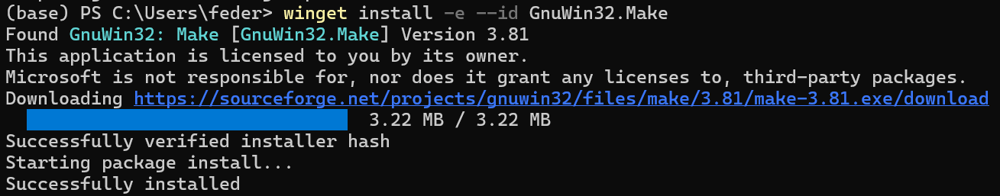 (base) PS C:\Users\feder> winget install -e --id GnuWin32.Make
Found GnuWin32: Make [GnuWin32.Make] Version 3.81
This application is licensed to you by its owner.
Microsoft is not responsible for, nor does it grant any licenses to, third-party packages.
Downloading https://sourceforge.net/projects/gnuwin32/files/make/3.81/make-3.81.exe/download
3.22 MB / 3.22 MB
Successfully verified installer hash
Starting package install...
Successfully installed